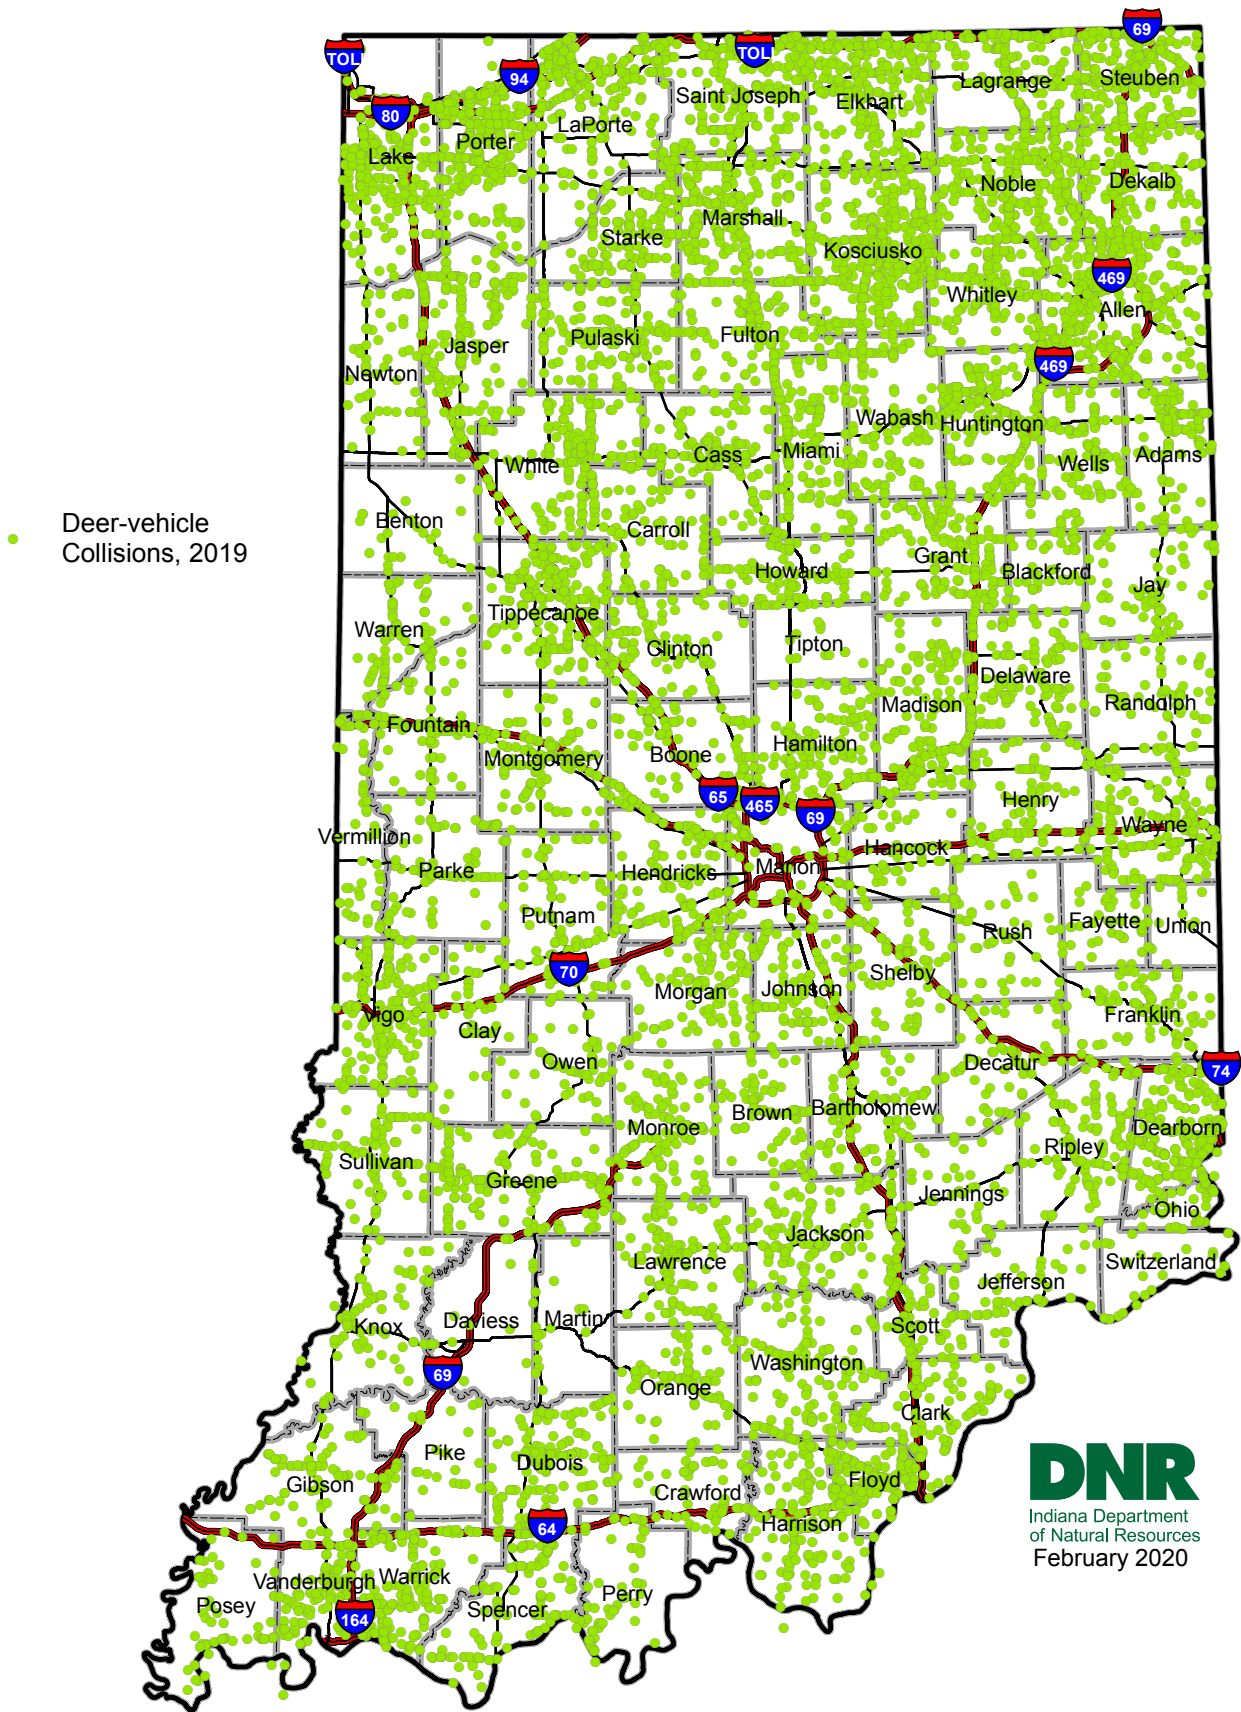 TOL
TOL
69
94
80
Lagrange
Steuben
Saint Joseph
Elkhart
LaPorte
Porter
Lake
Noble
Dekalb
Marshall
Starke
Kosciusko
469
Whitley
Allen
Jasper
Pulaski
Fulton
469
Newton
Wabash
Huntington
White
Cass
Miami
Wells
Adams
Deer-vehicle
Collisions, 2019
Benton
Carroll
Howard
Grant
Blackford
Jay
Tippecanoe
Warren
Clinton
Tipton
Delaware
Madison
Randolph
Fountain
Montgomery
Boone
Hamilton
65
465
69
Henry
Vermillion
Wayne
Parke
Hendricks
Marion
Hancock
Putnam
Rush
Fayette
Union
70
Shelby
Morgan
Johnson
Vigo
Clay
Franklin
Owen
Decatur
74
Brown
Bartholomew
Monroe
Dearborn
Sullivan
Ripley
Greene
Jennings
Ohio
Jackson
Lawrence
Switzerland
Jefferson
Knox
Daviess
Martin
Scott
69
Washington
Orange
Clark
Pike
Dubois
Gibson
Crawford
Floyd
64
Harrison
Vanderburgh
Warrick
Perry
Posey
Spencer
164
DNR
Indiana Department
of Natural Resources
February 2020